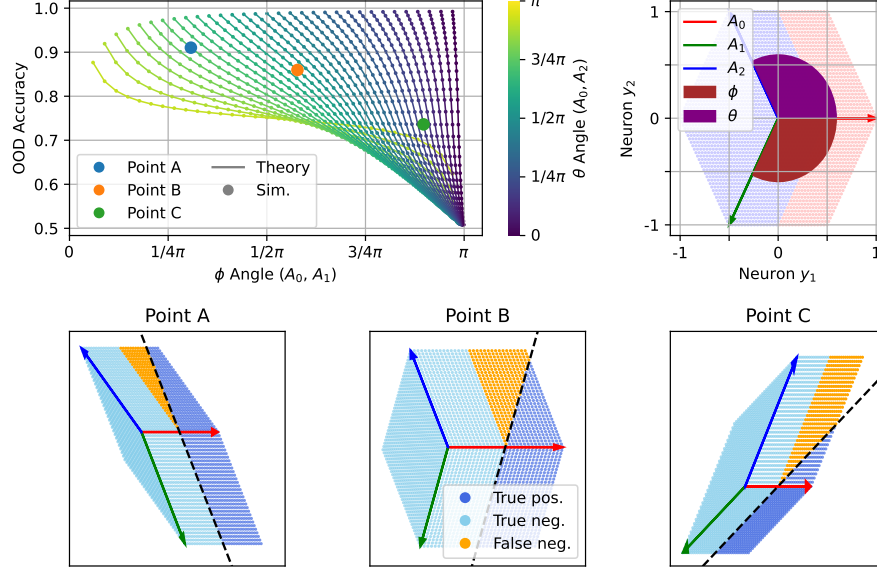 1.0
0.9
0.8
0.7
0.6
0.5
OOD Accuracy
0
1/4π
1/2π
3/4π
π
ϕ Angle (A₀, A₁)
Point A
Point B
Point C
Theory
Sim.
π
3/4π
1/2π
1/4π
0
θ Angle (A₀, A₂)
1
0
-1
Neuron y₂
A₀
A₁
A₂
ϕ
θ
-1
0
1
Neuron y₁
Point A
Point B
Point C
True pos.
True neg.
False neg.